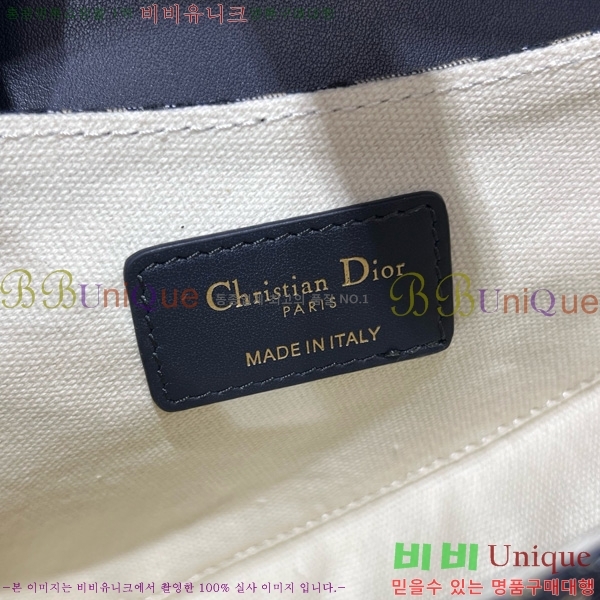 비비유니크
Christian Dior
PARIS
MADE IN ITALY
BBUniQue
BBUniQue
비비 Unique
-본 이미지는 비비유니크에서 촬영한 100% 실사 이미지 입니다.-
믿을수 있는 명품구매대행